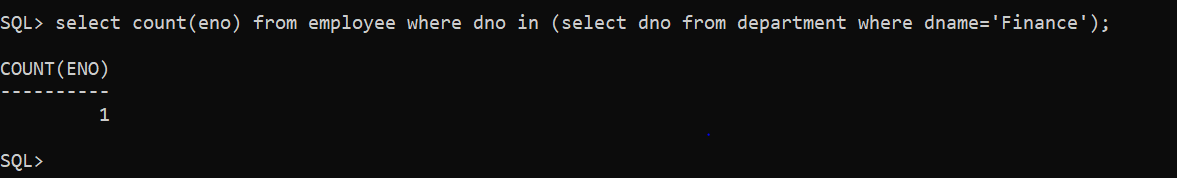 SQL> select count(eno) from employee where dno in (select dno from department where dname='Finance');
COUNT(ENO)
----------
1
SQL>